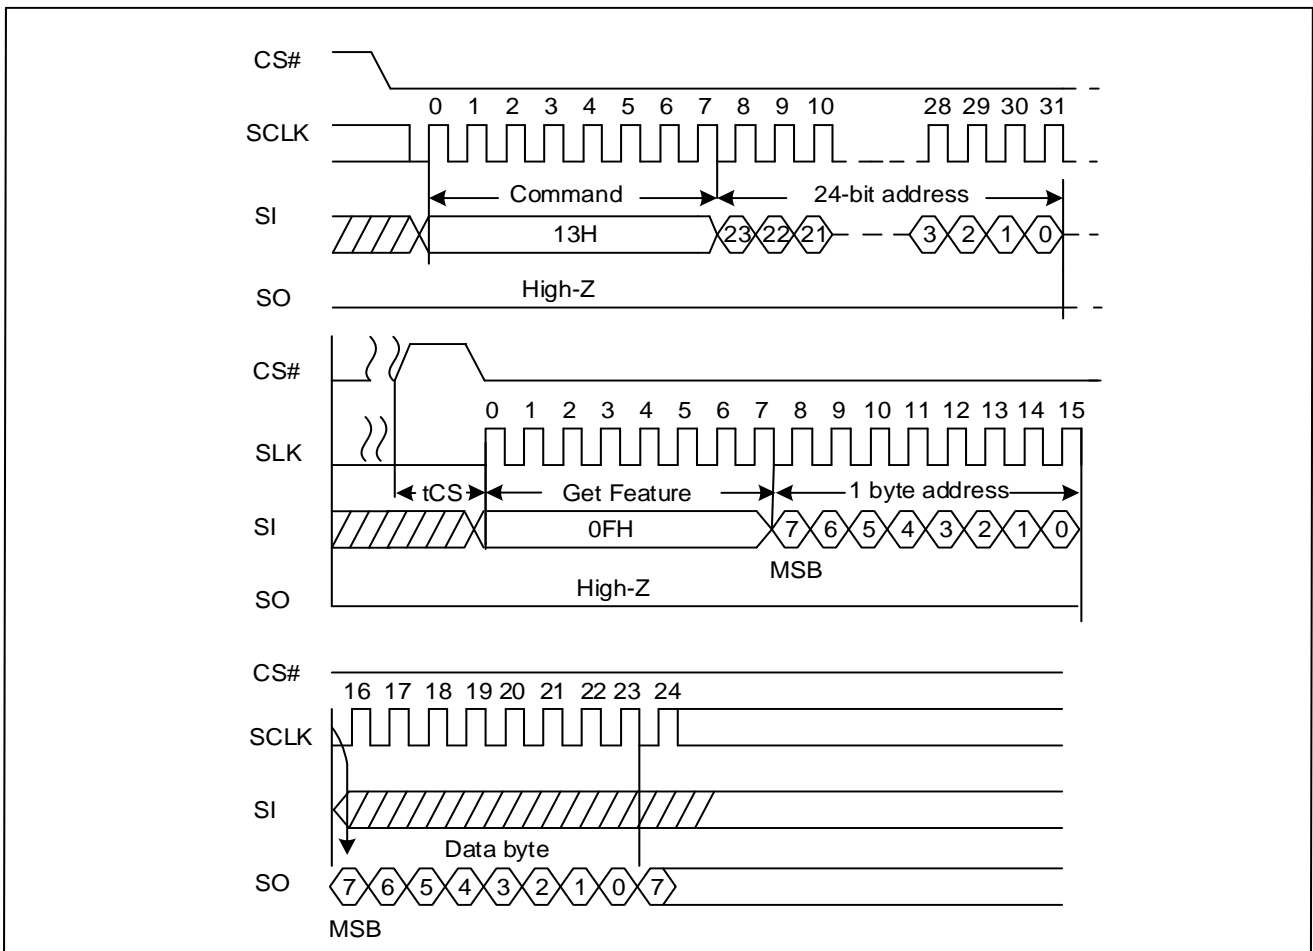 CS#
0 1 2 3 4 5 6 7 8 9 10 28 29 30 31
SCLK
Command 24-bit address
SI
13H 23 22 21 3 2 1 0
High-Z
SO
CS#
0 1 2 3 4 5 6 7 8 9 10 11 12 13 14 15
SLK
tCS Get Feature 1 byte address
SI
0FH 7 6 5 4 3 2 1 0
MSB
High-Z
SO
CS#
16 17 18 19 20 21 22 23 24
SCLK
SI
Data byte
SO 7 6 5 4 3 2 1 0 7
MSB